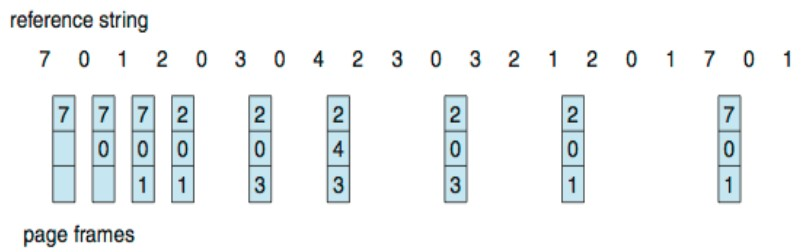 reference string
7 0 1 2 0 3 0 4 2 3 0 3 2 1 2 0 1 7 0 1
7 7 7 2 2 2 2 2 7
0 0 0 0 4 0 0 0
1 1 3 3 3 1 1
page frames